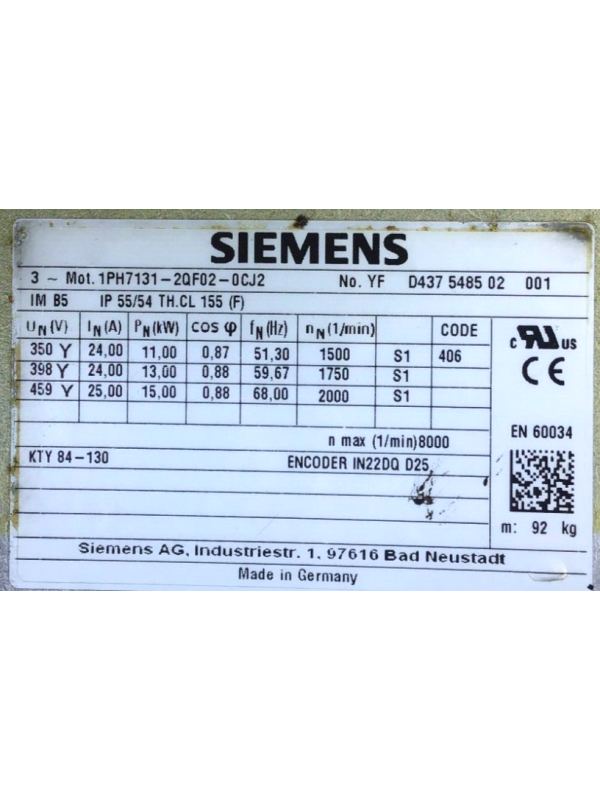 SIEMENS
3 ~ Mot. 1PH7131-2QF02-0CJ2 No. YF D437 5485 02 001
IM B5 IP 55/54 TH.CL 155 (F)
UN (V) IN (A) PN (kW) cos φ fN (Hz) nN (1/min) CODE
350 Y 24,00 11,00 0,87 51,30 1500 S1 406
398 Y 24,00 13,00 0,88 59,67 1750 S1
459 Y 25,00 15,00 0,88 68,00 2000 S1
c RU us
CE
n max (1/min) 8000
EN 60034
KTY 84-130 ENCODER IN22DQ D25
m: 92 kg
Siemens AG, Industriestr. 1, 97616 Bad Neustadt
Made in Germany